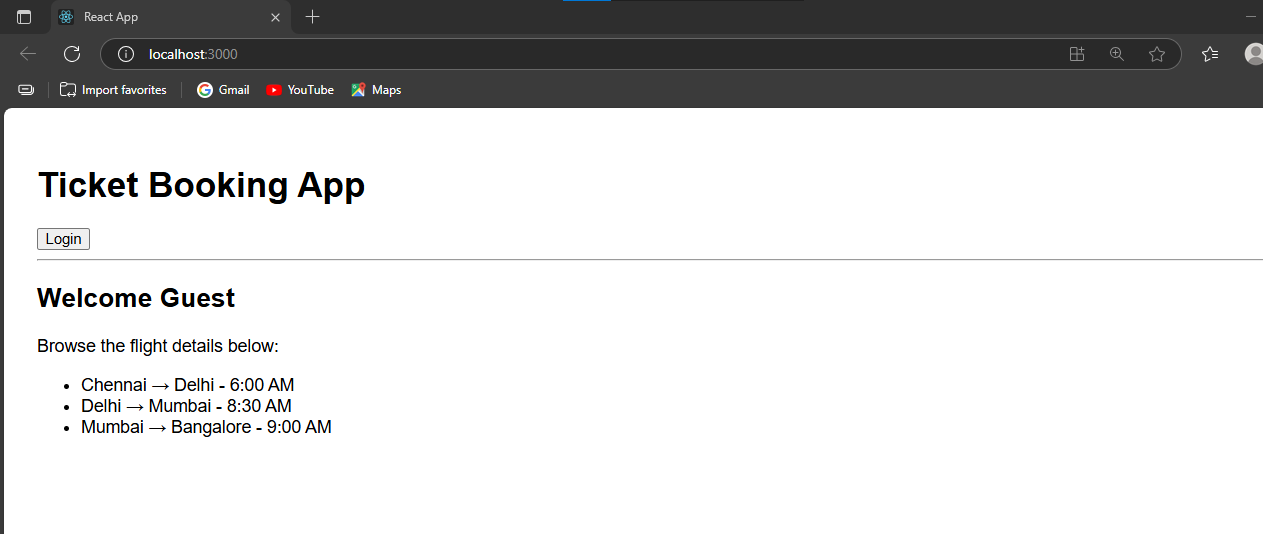 React App
localhost:3000
Import favorites Gmail YouTube Maps
Ticket Booking App
Login
Welcome Guest
Browse the flight details below:
• Chennai → Delhi - 6:00 AM
• Delhi → Mumbai - 8:30 AM
• Mumbai → Bangalore - 9:00 AM